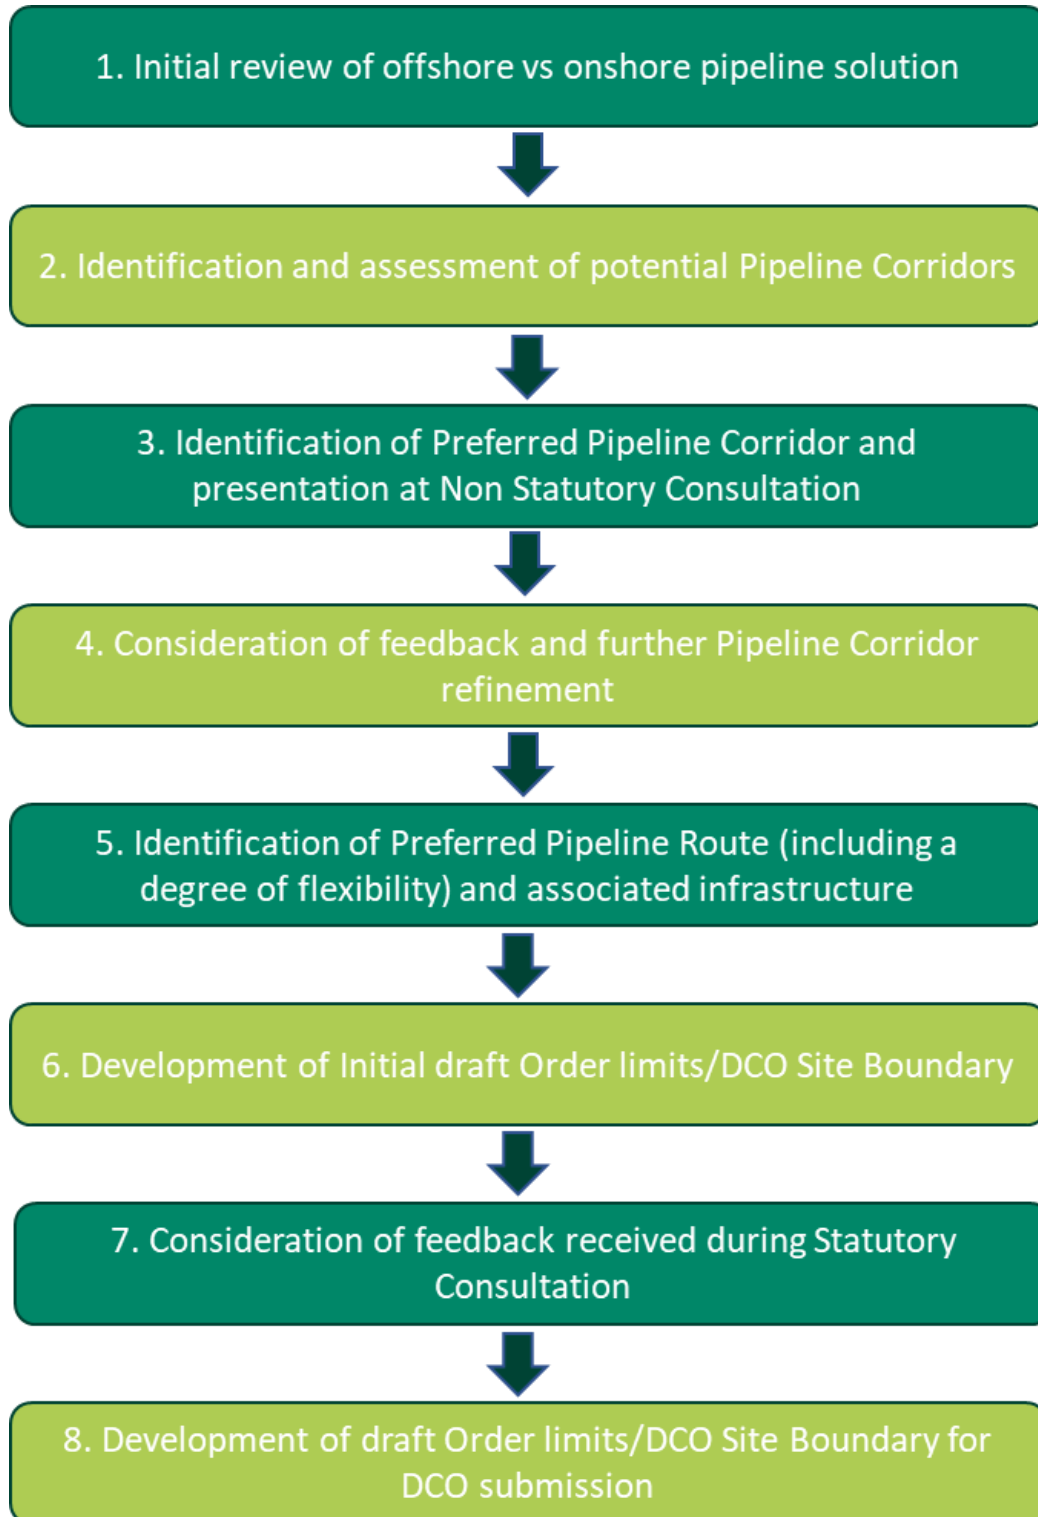 1. Initial review of offshore vs onshore pipeline solution
2. Identification and assessment of potential Pipeline Corridors
3. Identification of Preferred Pipeline Corridor and
presentation at Non Statutory Consultation
4. Consideration of feedback and further Pipeline Corridor
refinement
5. Identification of Preferred Pipeline Route (including a
degree of flexibility) and associated infrastructure
6. Development of Initial draft Order limits/DCO Site Boundary
7. Consideration of feedback received during Statutory
Consultation
8. Development of draft Order limits/DCO Site Boundary for
DCO submission